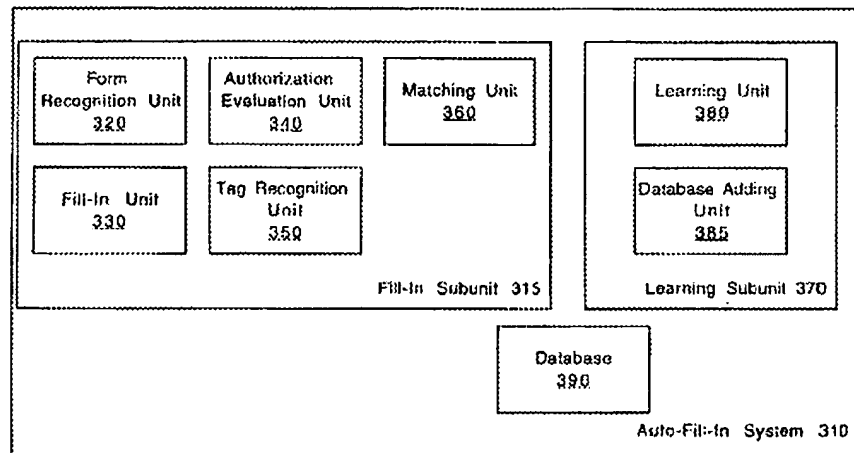 Form
Recognition Unit
320
Authorization
Evaluation Unit
340
Matching Unit
360
Learning Unit
380
Fill-In Unit
330
Tag Recognition
Unit
350
Database Adding
Unit
385
Fill-In Subunit 315
Learning Subunit 370
Database
390
Auto-Fill-In System 310